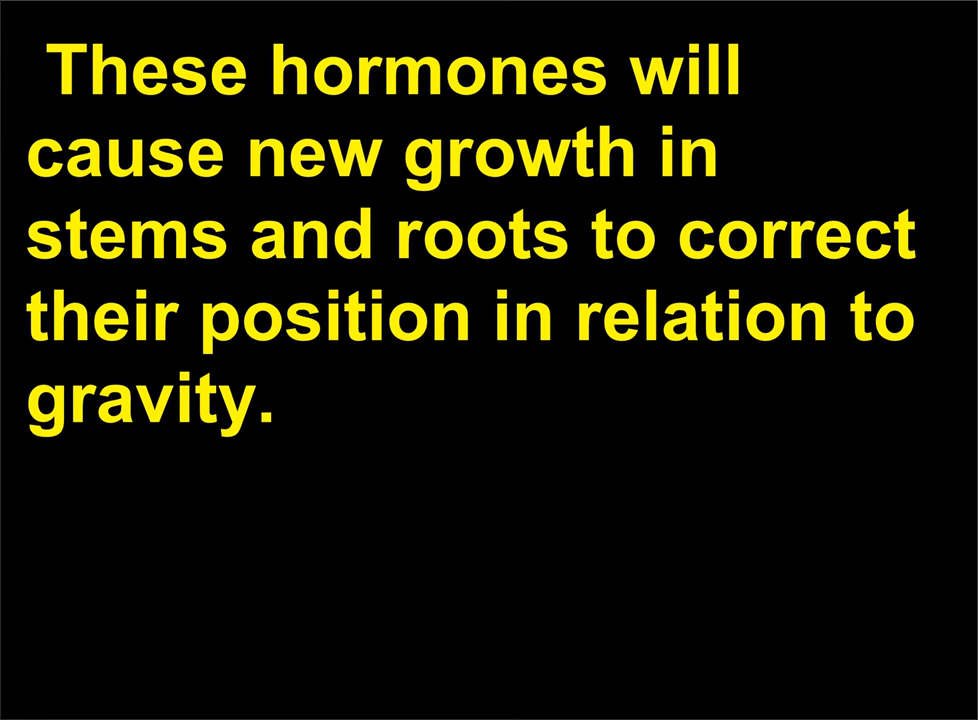 These hormones will
cause new growth in
stems and roots to correct
their position in relation to
gravity.